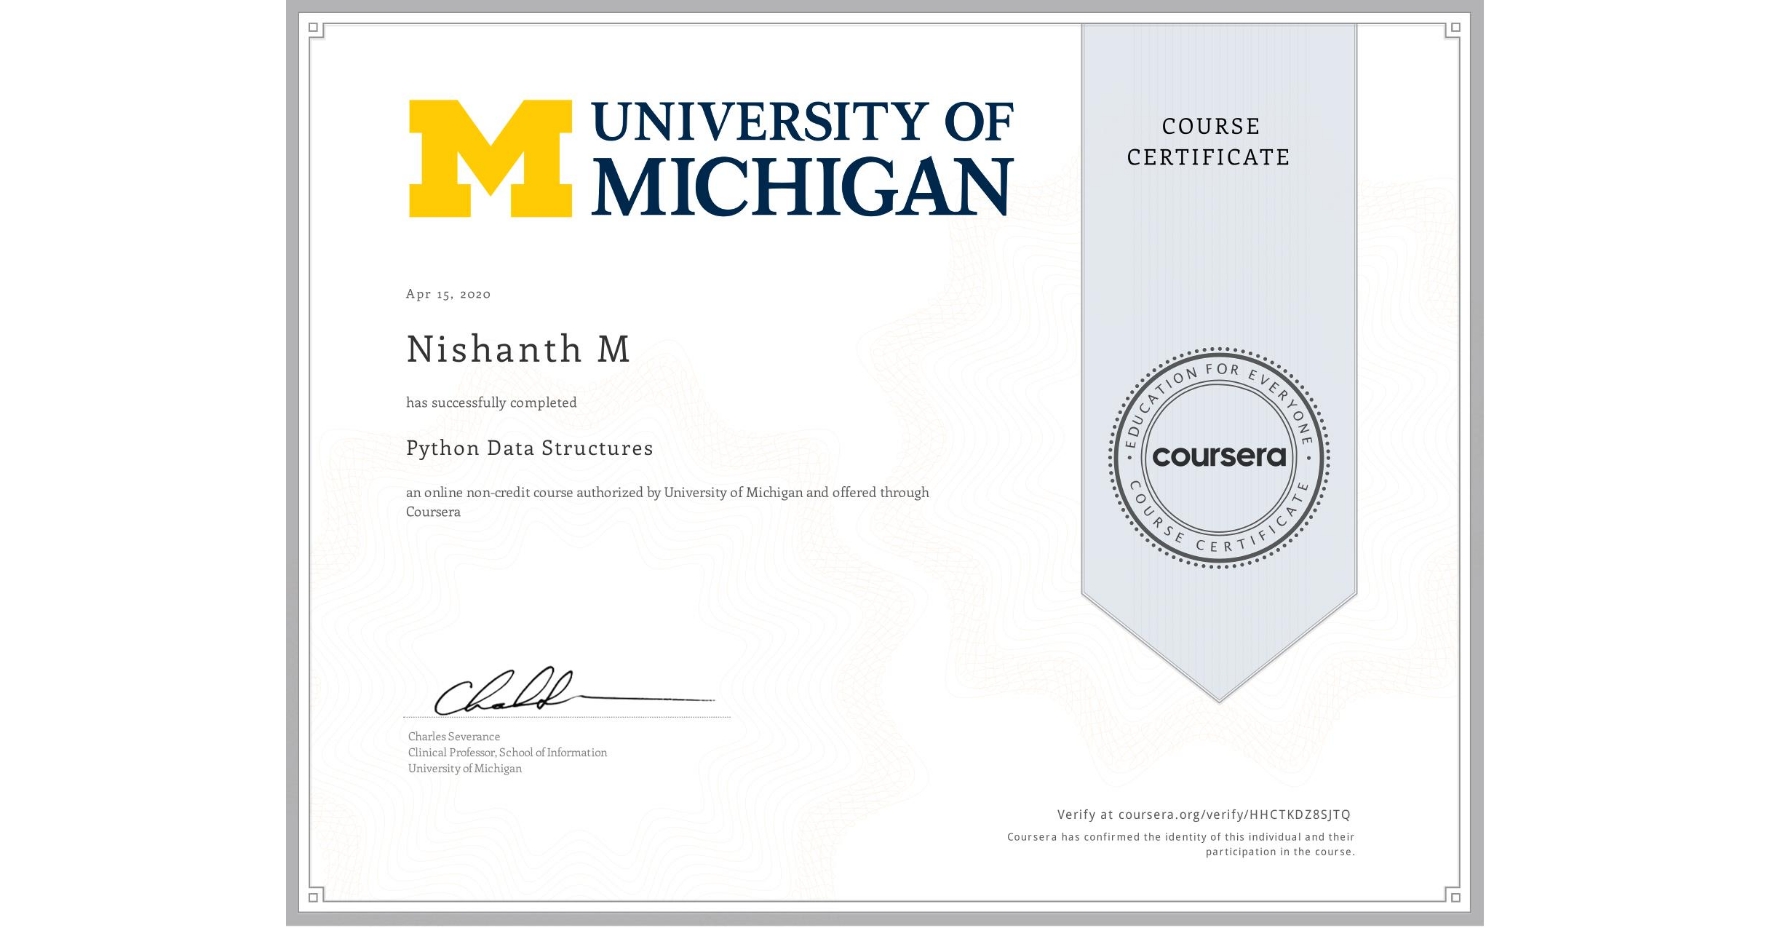 UNIVERSITY OF
MICHIGAN
COURSE
CERTIFICATE
Apr 15, 2020
Nishanth M
has successfully completed
Python Data Structures
an online non-credit course authorized by University of Michigan and offered through
Coursera
EDUCATION FOR EVERYONE
coursera
COURSE CERTIFICATE
Charles Severance
Clinical Professor, School of Information
University of Michigan
Verify at coursera.org/verify/HHCTKDZ8SJTQ
Coursera has confirmed the identity of this individual and their
participation in the course.